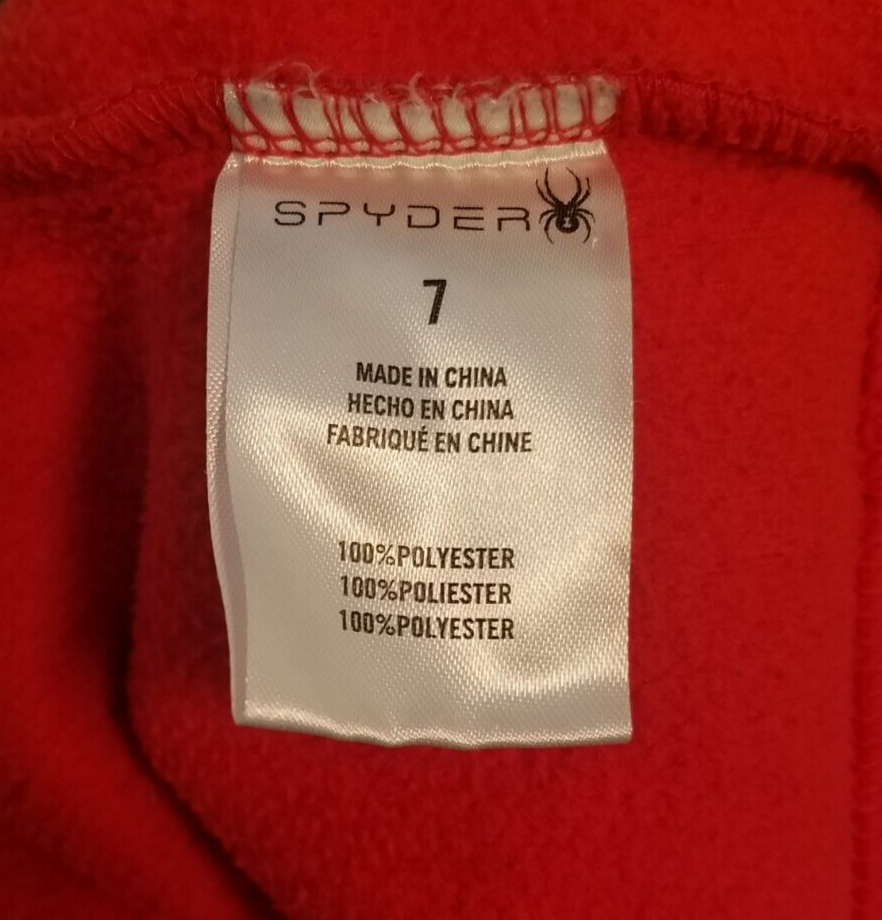 SPYDER
7
MADE IN CHINA
HECHO EN CHINA
FABRIQUÉ EN CHINE
100%POLYESTER
100%POLIESTER
100%POLYESTER